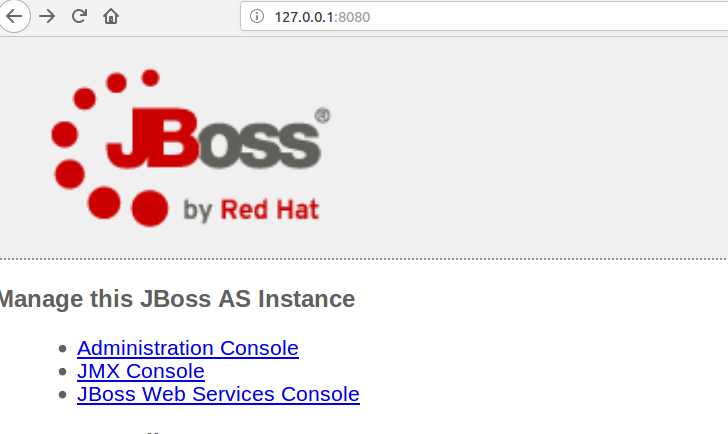 127.0.0.1:8080
JBoss®
by Red Hat
Manage this JBoss AS Instance
Administration Console
JMX Console
JBoss Web Services Console